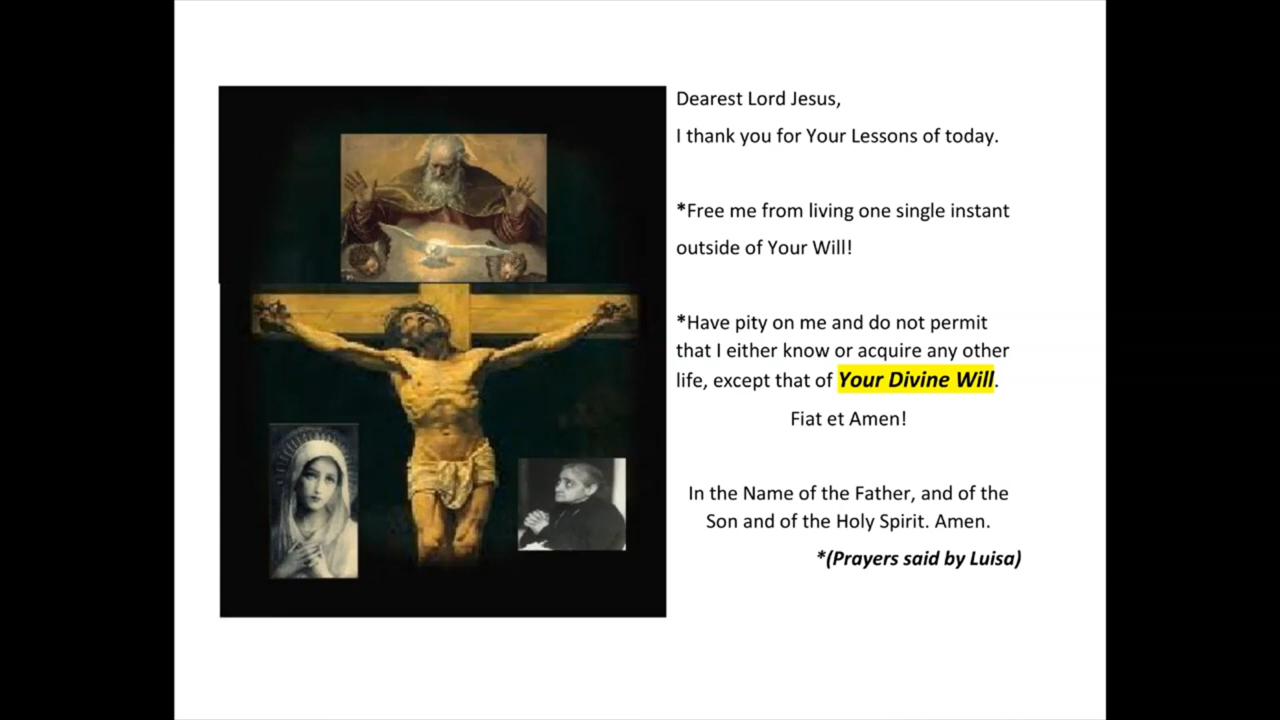 Dearest Lord Jesus,
I thank you for Your Lessons of today.
*Free me from living one single instant
outside of Your Will!
*Have pity on me and do not permit
that I either know or acquire any other
life, except that of Your Divine Will.
Fiat et Amen!
In the Name of the Father, and of the
Son and of the Holy Spirit. Amen.
*(Prayers said by Luisa)